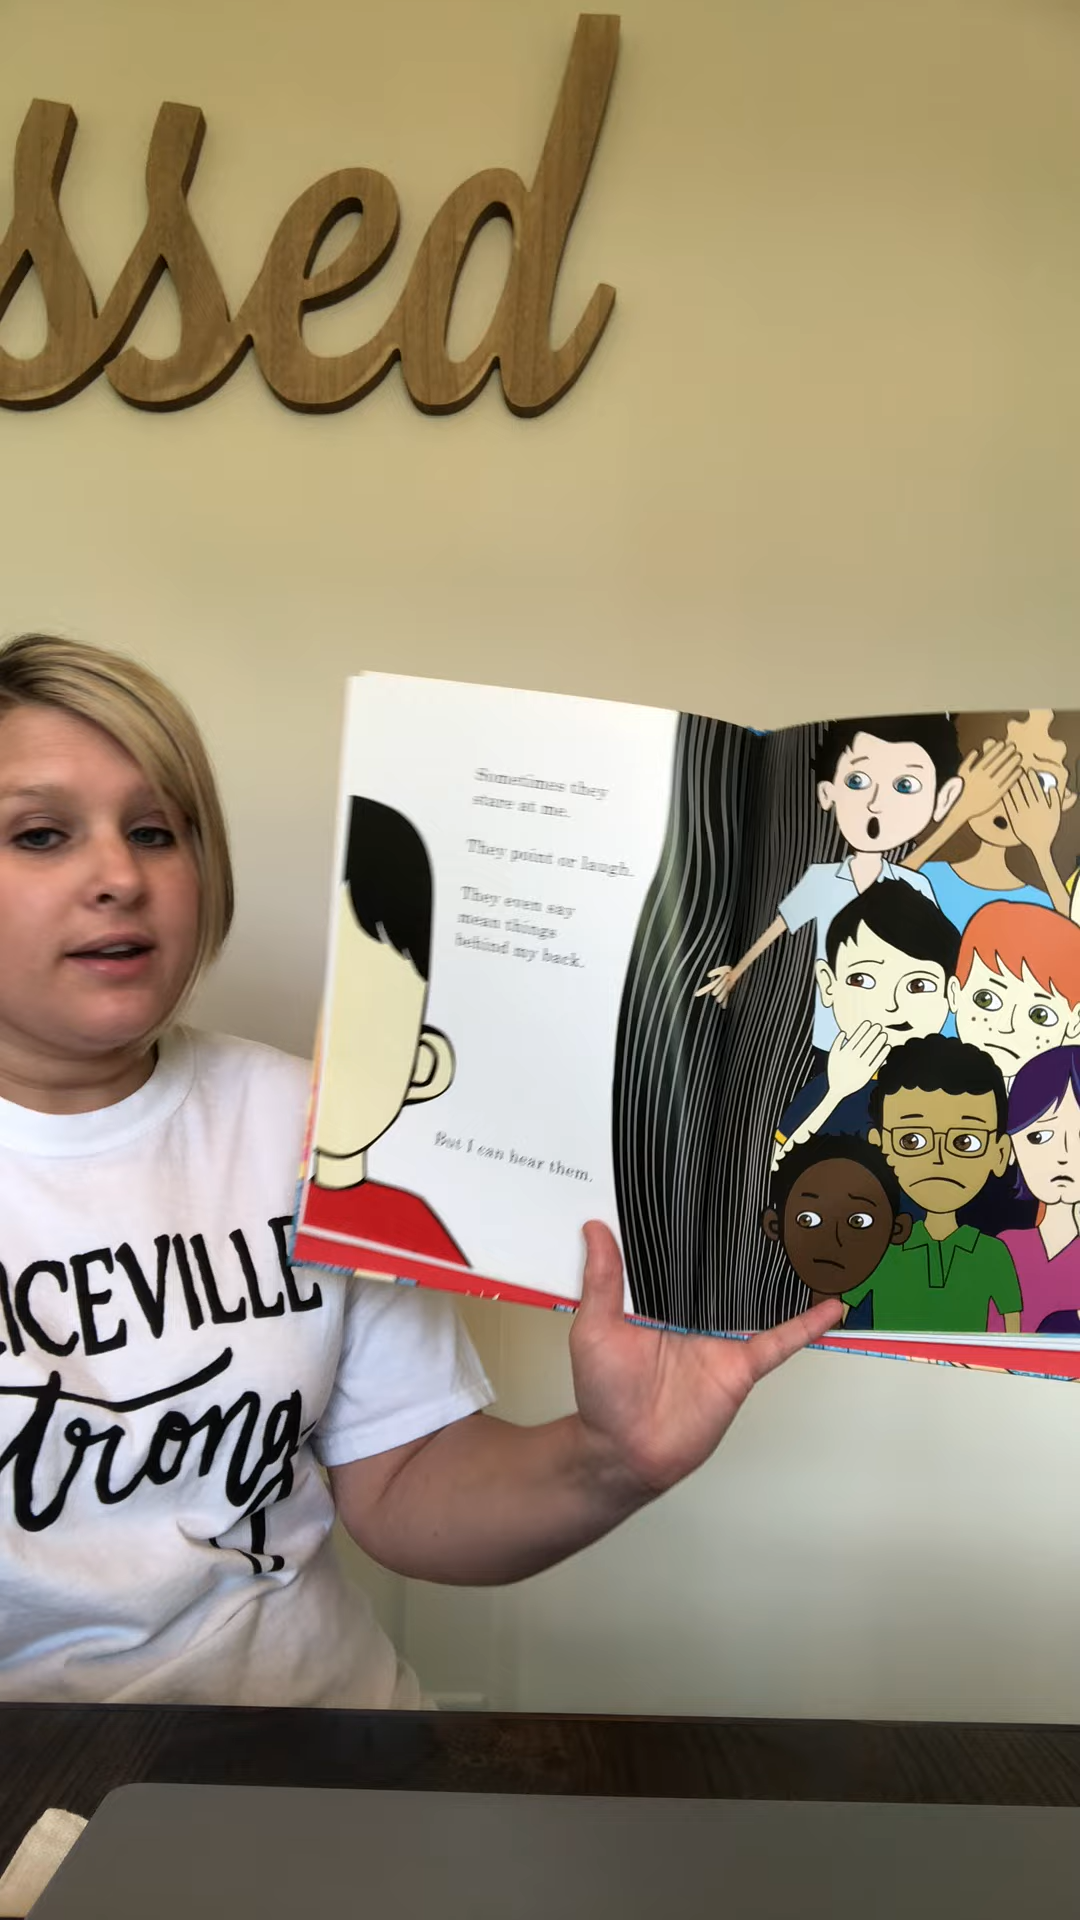 ssed
Sometimes they
stare at me.
They point or laugh.
They even say
mean things
behind my back.
But I can hear them.
ICEVILLE
trong